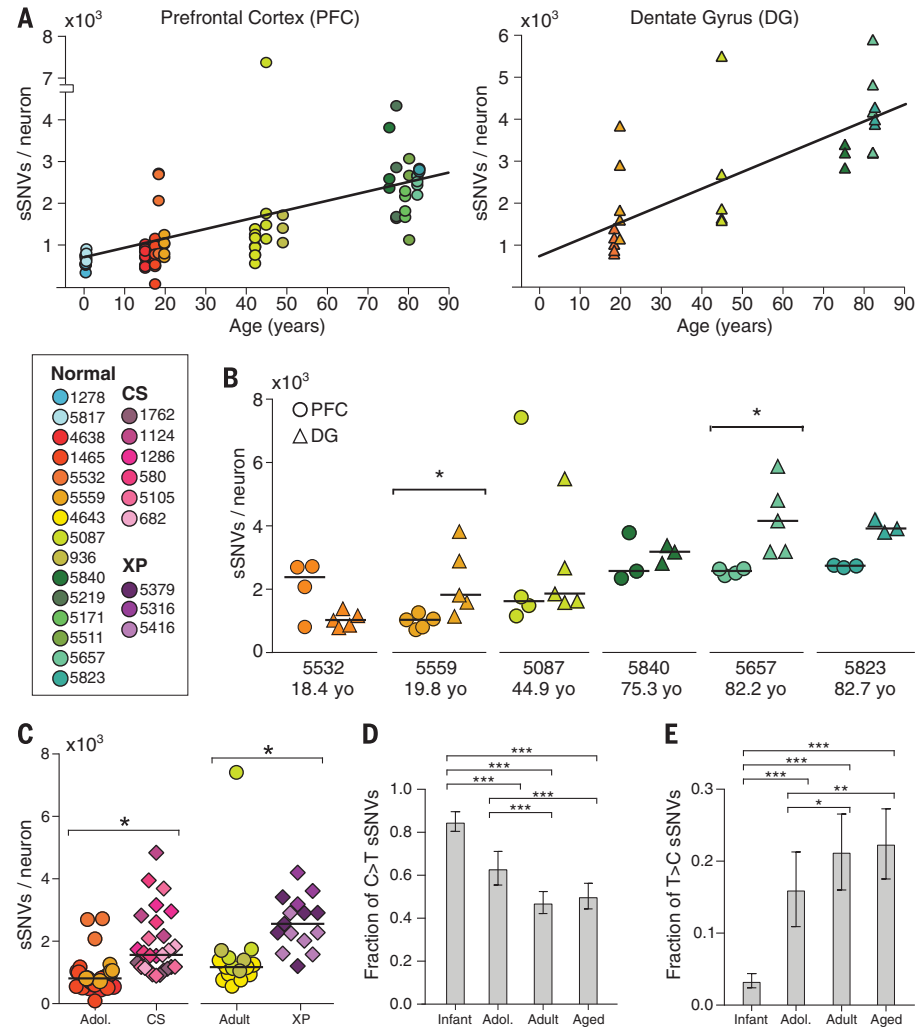 A
x10³
Prefrontal Cortex (PFC)
8
7
4
3
2
1
sSNVs / neuron
0 10 20 30 40 50 60 70 80 90
Age (years)
Dentate Gyrus (DG)
x10³
6
5
4
3
2
1
sSNVs / neuron
0 10 20 30 40 50 60 70 80 90
Age (years)
Normal
1278
5817
4638
1465
5532
5559
4643
5087
936
5840
5219
5171
5511
5657
5823
CS
1762
1124
1286
580
5105
682
XP
5379
5316
5416
B
x10³
PFC
DG
8
6
4
2
0
sSNVs / neuron
*
*
5532 5559 5087 5840 5657 5823
18.4 yo 19.8 yo 44.9 yo 75.3 yo 82.2 yo 82.7 yo
C
x10³
8
6
4
2
0
sSNVs / neuron
*
*
Adol. CS Adult XP
D
***
***
***
***
***
1.0
0.8
0.6
0.4
0.2
0.0
Fraction of C>T sSNVs
Infant Adol. Adult Aged
E
***
***
***
**
*
0.3
0.2
0.1
0.0
Fraction of T>C sSNVs
Infant Adol. Adult Aged